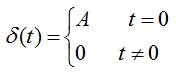 δ(t) = { A t = 0
0 t ≠ 0